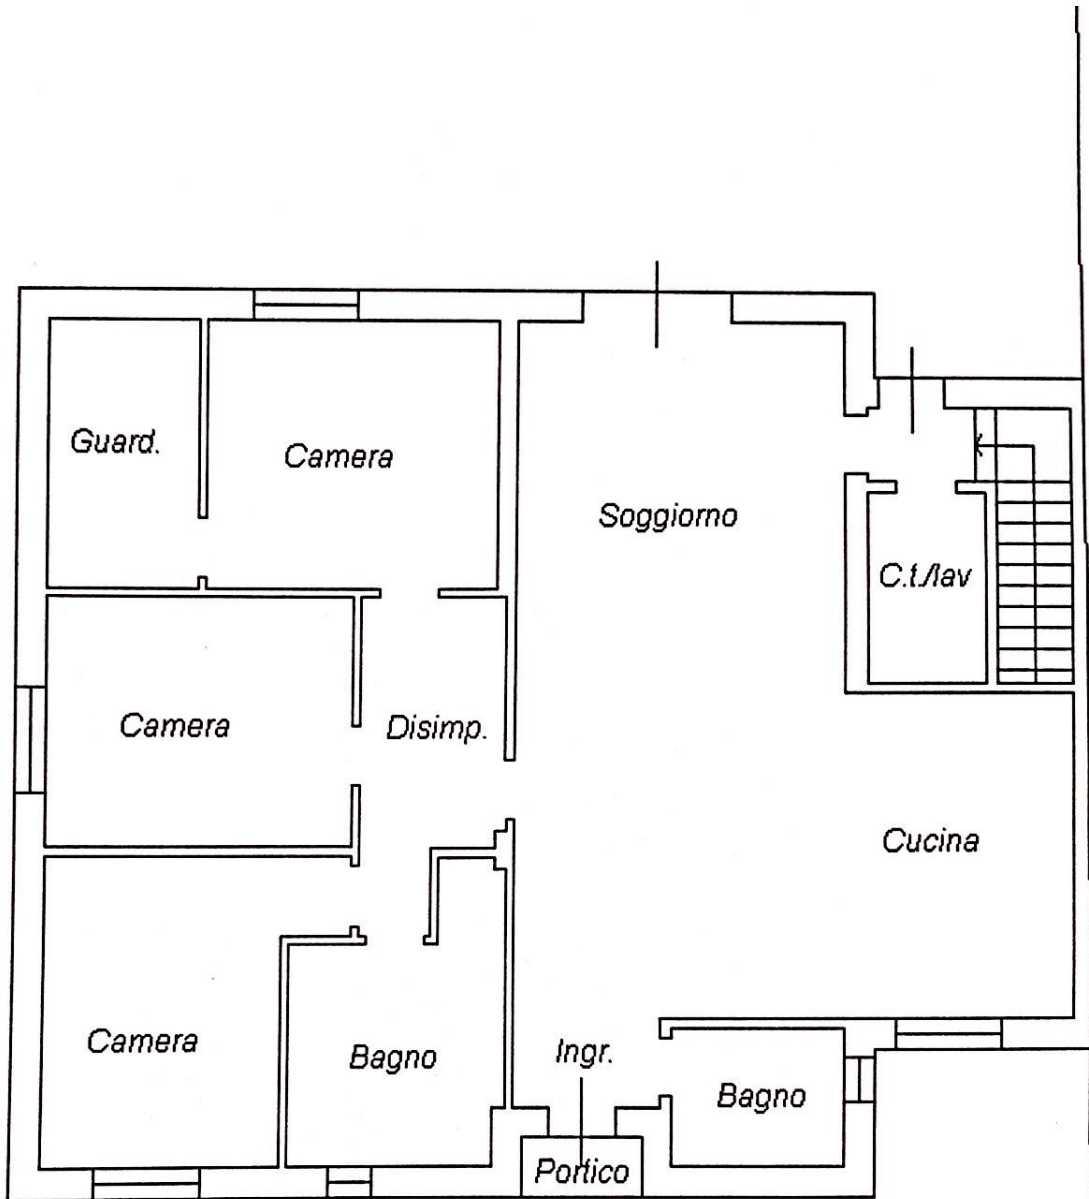 Guard.
Camera
Soggiorno
C.t./lav
Camera
Disimp.
Cucina
Camera
Bagno
Ingr.
Bagno
Portico